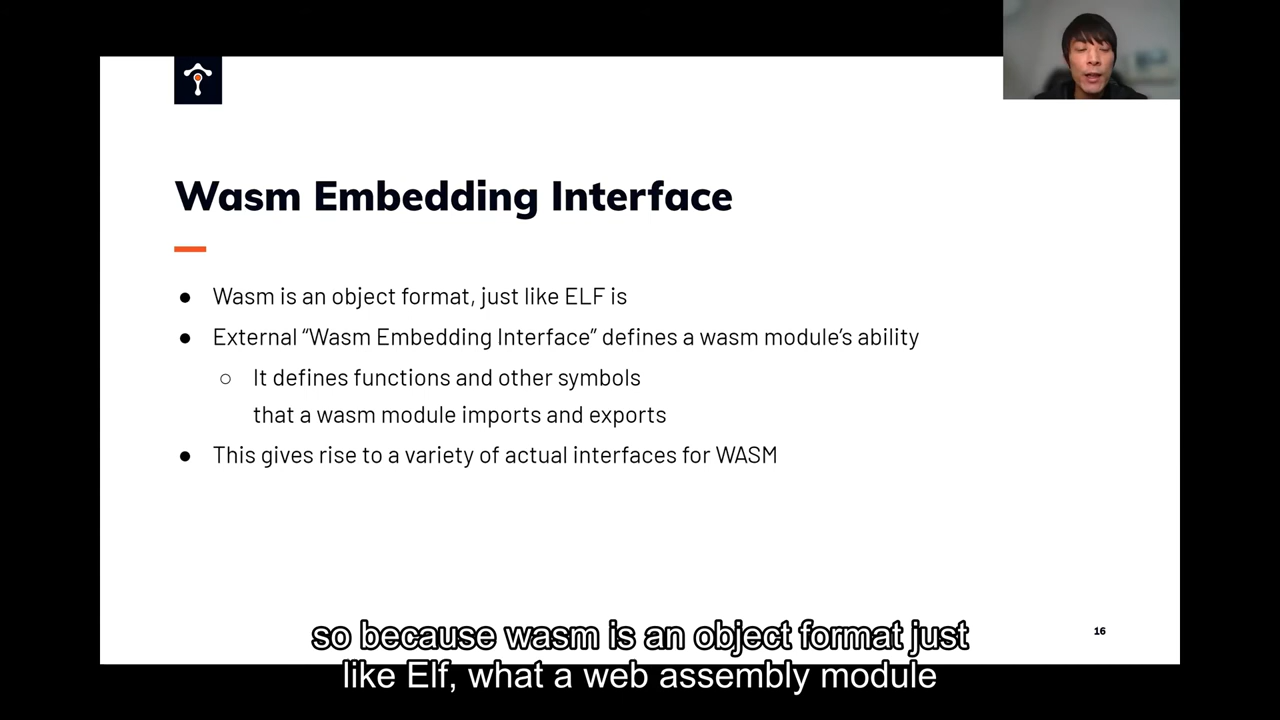 Wasm Embedding Interface
● Wasm is an object format, just like ELF is
● External “Wasm Embedding Interface” defines a wasm module’s ability
○ It defines functions and other symbols
that a wasm module imports and exports
● This gives rise to a variety of actual interfaces for WASM
16
so because wasm is an object format just
like Elf, what a web assembly module